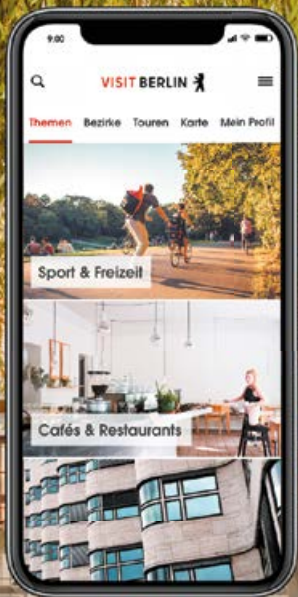 9:00
VISIT BERLIN
Themen Bezirke Touren Karte Mein Profil
Sport & Freizeit
Cafés & Restaurants